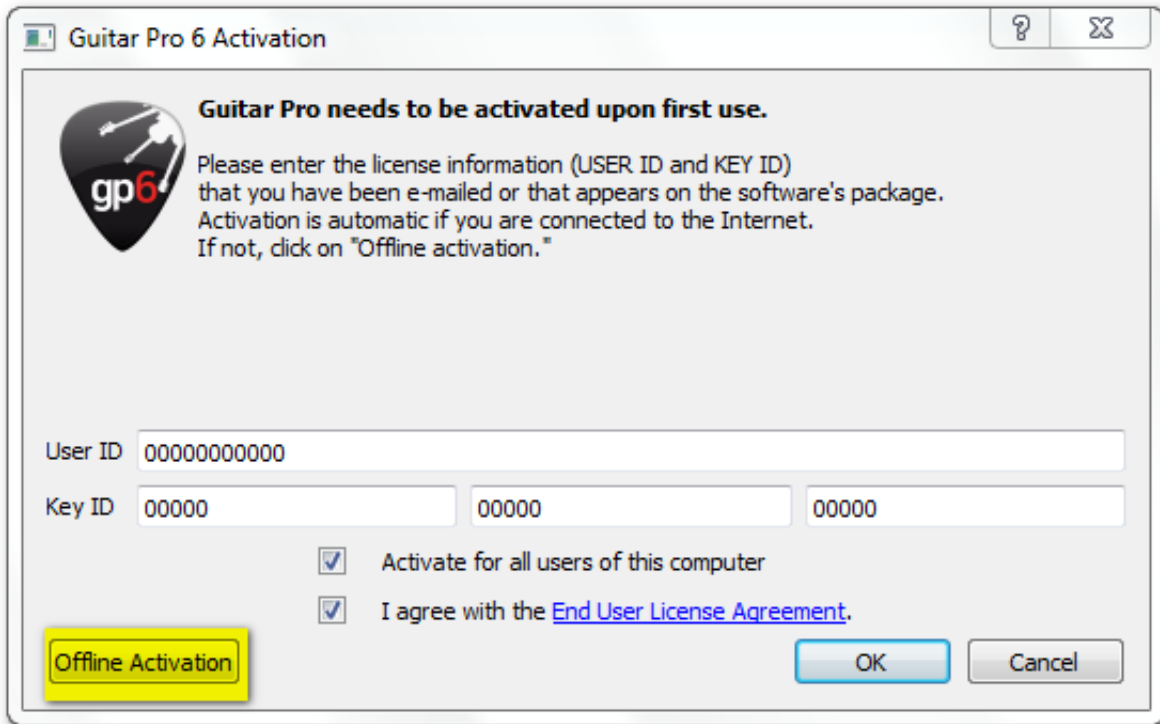 Guitar Pro 6 Activation
Guitar Pro needs to be activated upon first use.
gp6
Please enter the license information (USER ID and KEY ID)
that you have been e-mailed or that appears on the software's package.
Activation is automatic if you are connected to the Internet.
If not, click on "Offline activation."
User ID 00000000000
Key ID 00000 00000 00000
Activate for all users of this computer
I agree with the End User License Agreement.
Offline Activation OK Cancel